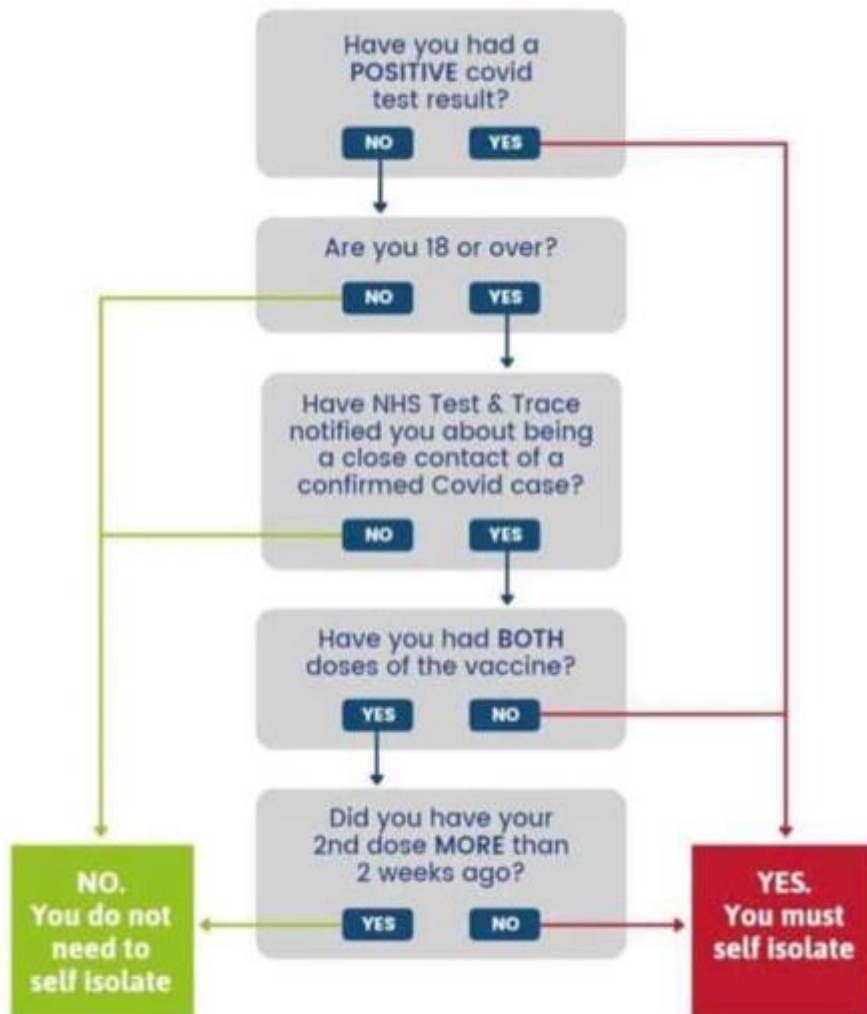 Have you had a
POSITIVE covid
test result?
NO YES
Are you 18 or over?
NO YES
Have NHS Test & Trace
notified you about being
a close contact of a
confirmed Covid case?
NO YES
Have you had BOTH
doses of the vaccine?
YES NO
Did you have your
2nd dose MORE than
2 weeks ago?
YES NO
NO.
You do not
need to
self isolate
YES.
You must
self isolate